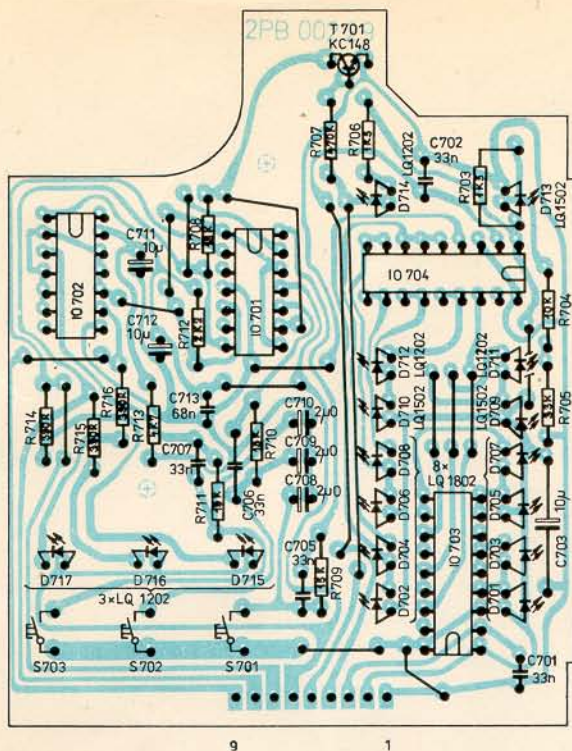 T 701
KC148
R707
R706
1K5
C702
33n
LQ1202
D714
R703
1K5
D713
LQ1502
C711
10μ
R708
IO 702
IO 701
IO 704
R704
C712
10μ
R712
2K2
D712
LQ1202
LQ1202
D711
D710
LQ1502
LQ1502
D709
R705
R714
R715
R716
R713
C713
68n
C707
33n
R711
C706
33n
R710
C710
2μ0
C709
2μ0
C708
2μ0
D708
8×
LQ 1802
D707
D706
D705
IO 703
D704
D703
D702
D701
10μ
C703
C705
33n
R709
D717
D716
D715
3×LQ 1202
S703
S702
S701
C701
33n
9
1